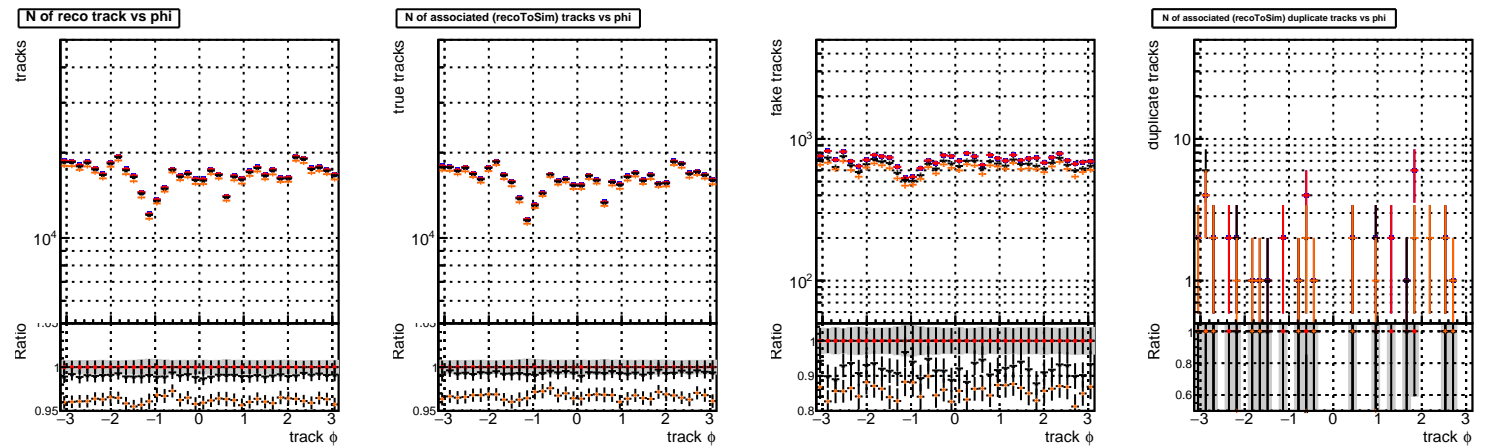 N of reco track vs phi
tracks
10⁴
Ratio
1.05
1
0.95
−3 −2 −1 0 1 2 3
track ϕ
N of associated (recoToSim) tracks vs phi
true tracks
10⁴
Ratio
1.05
1
0.95
−3 −2 −1 0 1 2 3
track ϕ
fake tracks
10³
10²
Ratio
1
0.9
0.8
−3 −2 −1 0 1 2 3
track ϕ
N of associated (recoToSim) duplicate tracks vs phi
duplicate tracks
10
1
Ratio
1
0.8
0.6
−3 −2 −1 0 1 2 3
track ϕ